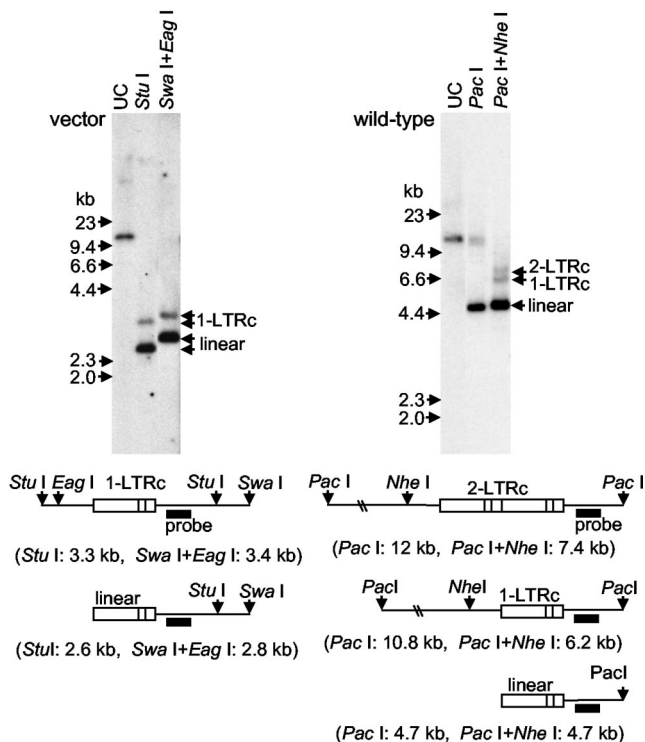 vector
UC
Stu I
Swa I+Eag I
kb
23
9.4
6.6
4.4
2.3
2.0
1-LTRc
linear
wild-type
UC
Pac I
Pac I+Nhe I
kb
23
9.4
6.6
4.4
2.3
2.0
2-LTRc
1-LTRc
linear
Stu I Eag I 1-LTRc Stu I Swa I
probe
(Stu I: 3.3 kb, Swa I+Eag I: 3.4 kb)
linear Stu I Swa I
(StuI: 2.6 kb, Swa I+Eag I: 2.8 kb)
Pac I Nhe I 2-LTRc Pac I
probe
(Pac I: 12 kb, Pac I+Nhe I: 7.4 kb)
PacI NheI 1-LTRc PacI
(Pac I: 10.8 kb, Pac I+Nhe I: 6.2 kb)
linear PacI
(Pac I: 4.7 kb, Pac I+Nhe I: 4.7 kb)